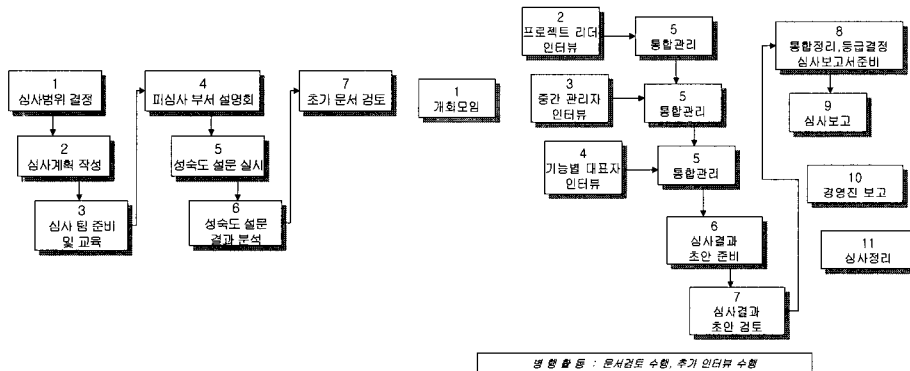 1
심사범위 결정
2
심사계획 작성
3
심사 팀 준비
및 교육
4
피심사 부서 설명회
5
성숙도 설문 실시
6
성숙도 설문
결과 분석
7
초기 문서 검토
1
개회모임
2
프로젝트 리더
인터뷰
5
통합관리
3
중간 관리자
인터뷰
5
통합관리
4
기능별 대표자
인터뷰
5
통합관리
6
심사결과
초안 준비
7
심사결과
초안 검토
8
통합정리,등급결정
심사보고서준비
9
심사보고
10
경영진 보고
11
심사정리
병 행 활 동 : 문서검토 수행, 추가 인터뷰 수행